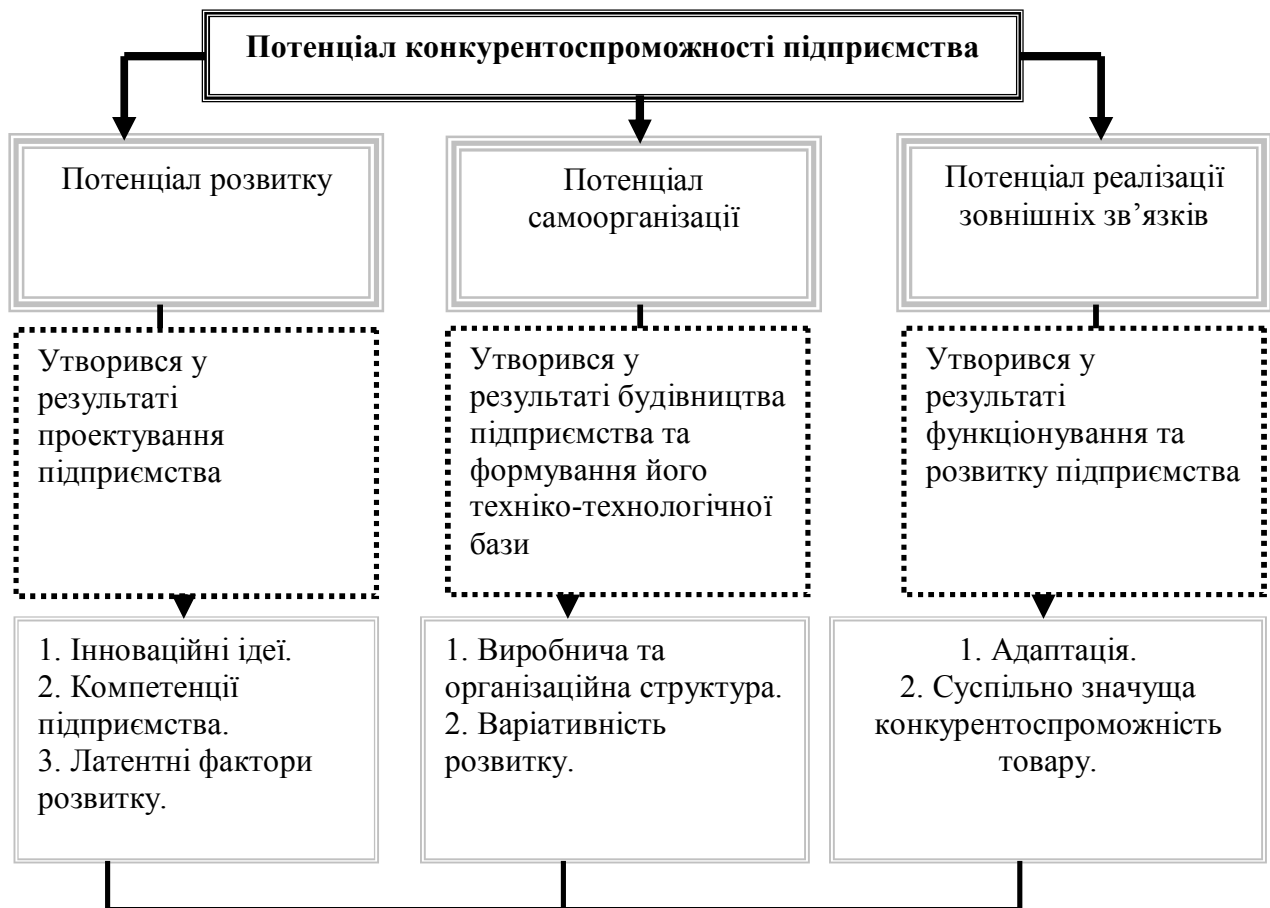 Потенціал конкурентоспроможності підприємства
Потенціал розвитку
Потенціал
самоорганізації
Потенціал реалізації
зовнішніх зв’язків
Утворився у
результаті
проектування
підприємства
Утворився у
результаті будівництва
підприємства та
формування його
техніко-технологічної
бази
Утворився у
результаті
функціонування та
розвитку підприємства
1. Інноваційні ідеї.
2. Компетенції
підприємства.
3. Латентні фактори
розвитку.
1. Виробнича та
організаційна структура.
2. Варіативність
розвитку.
1. Адаптація.
2. Суспільно значуща
конкурентоспроможність
товару.